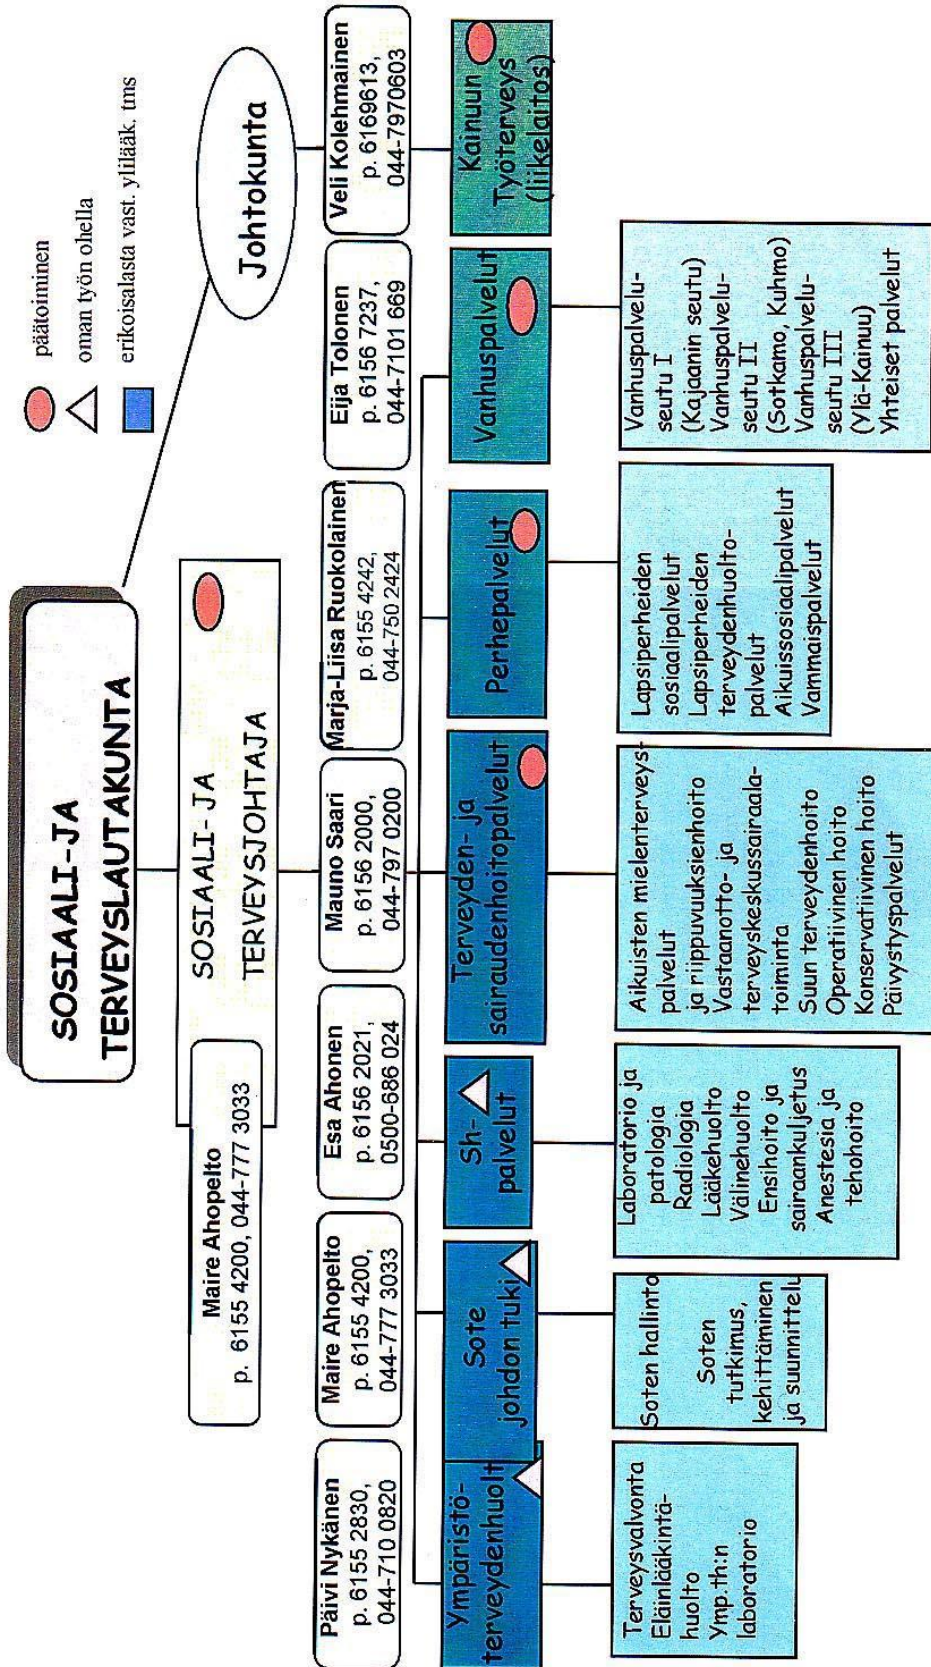 SOSIAALI-JA
TERVEYSLAUTAKUNTA
päätoiminen
oman työn ohella
erikoisalasta vast. ylilääk. tms
Johtokunta
SOSIAALI-JA
TERVEYSJOHTAJA
Maire Ahopelto
p. 6155 4200, 044-777 3033
Päivi Nykänen
p. 6155 2830,
044-710 0820
Maire Ahopelto
p. 6155 4200,
044-777 3033
Esa Ahonen
p. 6156 2021,
0500-686 024
Mauno Saari
p. 6156 2000,
044-797 0200
Marja-Liisa Ruokolainen
p. 6155 4242,
044-750 2424
Eija Tolonen
p. 6156 7237,
044-7101 669
Veli Kolehmainen
p. 6169613,
044-7970603
Ympäristö-
terveydenhuolt
Sote
johdon tuki
Sh-
palvelut
Terveyden- ja
sairaudenhoitopalvelut
Perhepalvelut
Vanhuspalvelut
Kainuun
Työterveys
(liikelaitos)
Terveysvalvonta
Eläinlääkintä-
huolto
Ymp.th:n
laboratorio
Soten hallinto
Soten
tutkimus,
kehittäminen
ja suunnittelu
Laboratorio ja
patologia
Radiologia
Lääkehuolto
Välinehuolto
Ensihoito ja
sairaankuljetus
Anestesia ja
tehohoito
Aikuisten mielenterveys-
palvelut
ja riippuvuuksienhoito
Vastaanotto- ja
terveyskeskussairaala-
toiminta
Suun terveydenhoito
Operatiivinen hoito
Konservatiivinen hoito
Päivystyspalvelut
Lapsiperheiden
sosiaalipalvelut
Lapsiperheiden
terveydenhuolto-
palvelut
Aikuissosiaalipalvelut
Vammaispalvelut
Vanhuspalvelu-
seutu I
(Kajaanin seutu)
Vanhuspalvelu-
seutu II
(Sotkamo, Kuhmo)
Vanhuspalvelu-
seutu III
(Ylä-Kainuu)
Yhteiset palvelut